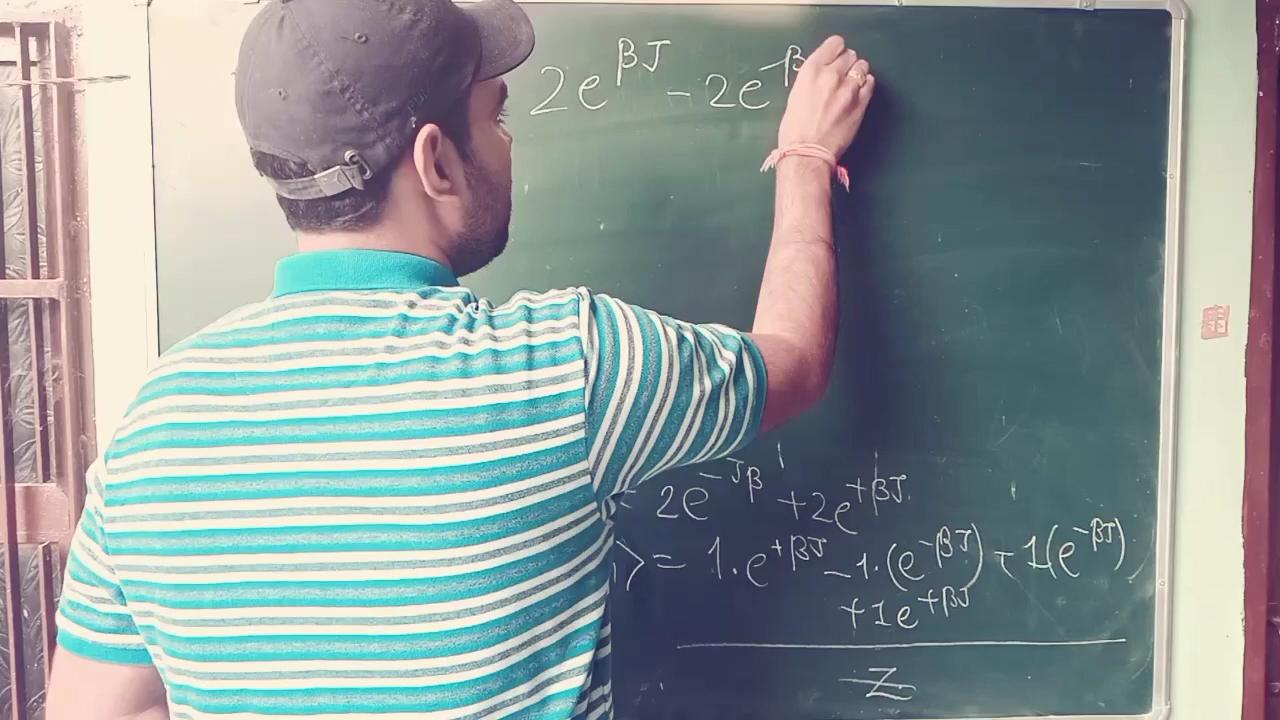 2e^{βJ} - 2e^{-β
= 2e^{-Jβ} + 2e^{+βJ}
⟩ = 1.e^{+βJ} - 1.(e^{-βJ}) - 1(e^{-βJ})
+1e^{+βJ}
Z